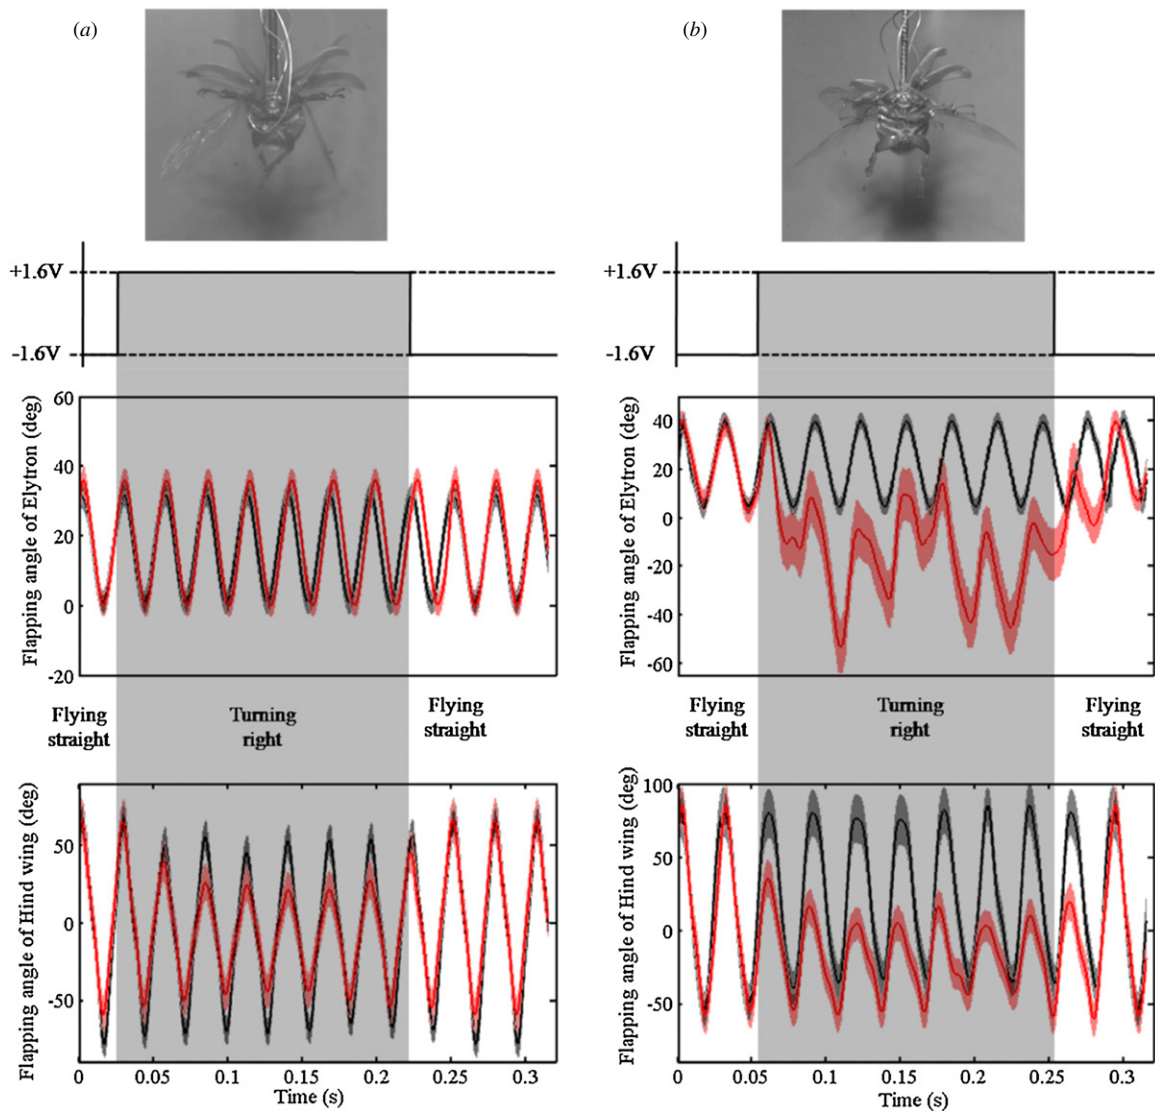 (a)
+1.6V
-1.6V
Flapping angle of Elytron (deg)
60
40
20
0
-20
Flying
straight
Turning
right
Flying
straight
Flapping angle of Hind wing (deg)
50
0
-50
0
0.05
0.1
0.15
0.2
0.25
0.3
Time (s)
(b)
+1.6V
-1.6V
Flapping angle of Elytron (deg)
40
20
0
-20
-40
-60
Flying
straight
Turning
right
Flying
straight
Flapping angle of Hind wing (deg)
100
50
0
-50
0
0.05
0.1
0.15
0.2
0.25
0.3
Time (s)